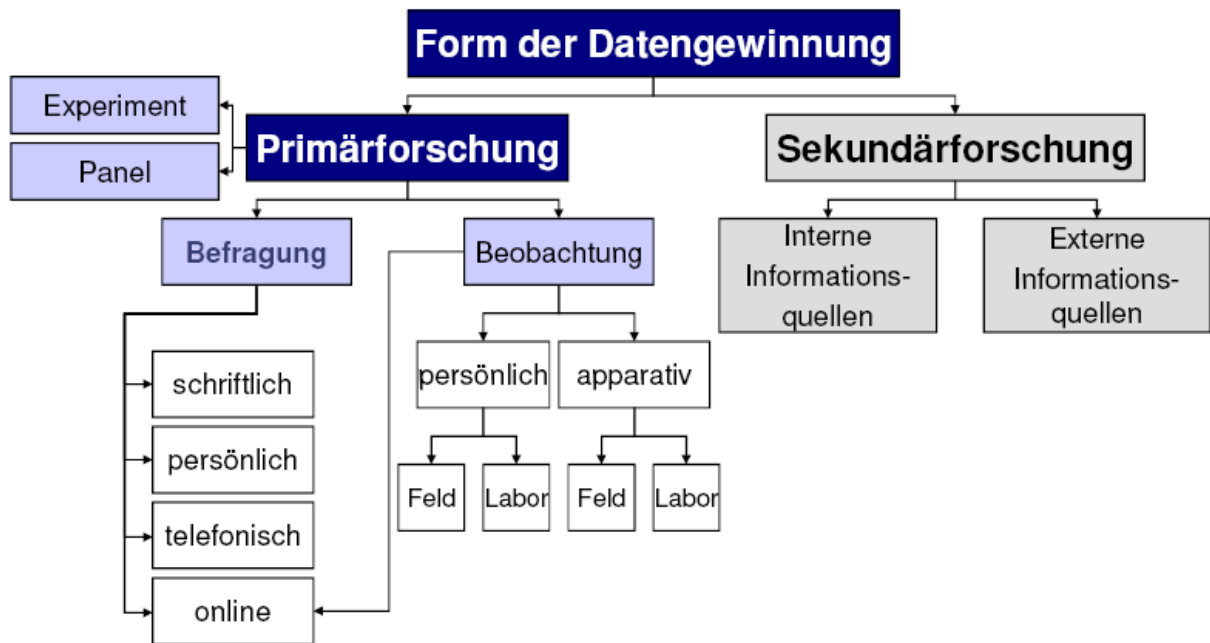 Form der Datengewinnung
Experiment
Panel
Primärforschung
Sekundärforschung
Befragung
Beobachtung
Interne
Informations-
quellen
Externe
Informations-
quellen
schriftlich
persönlich
telefonisch
online
persönlich
apparativ
Feld
Labor
Feld
Labor